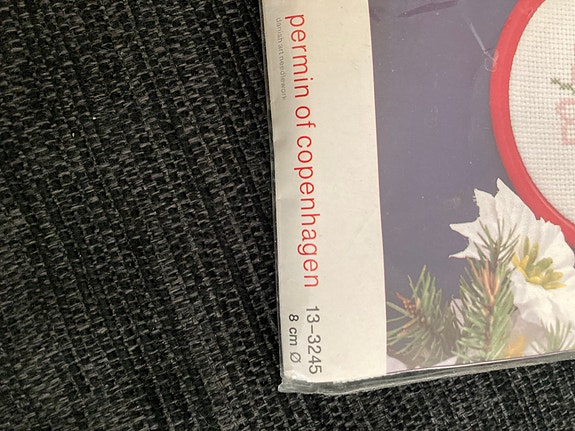 permin of copenhagen
danish art needlework
13-3245
8 cm Ø